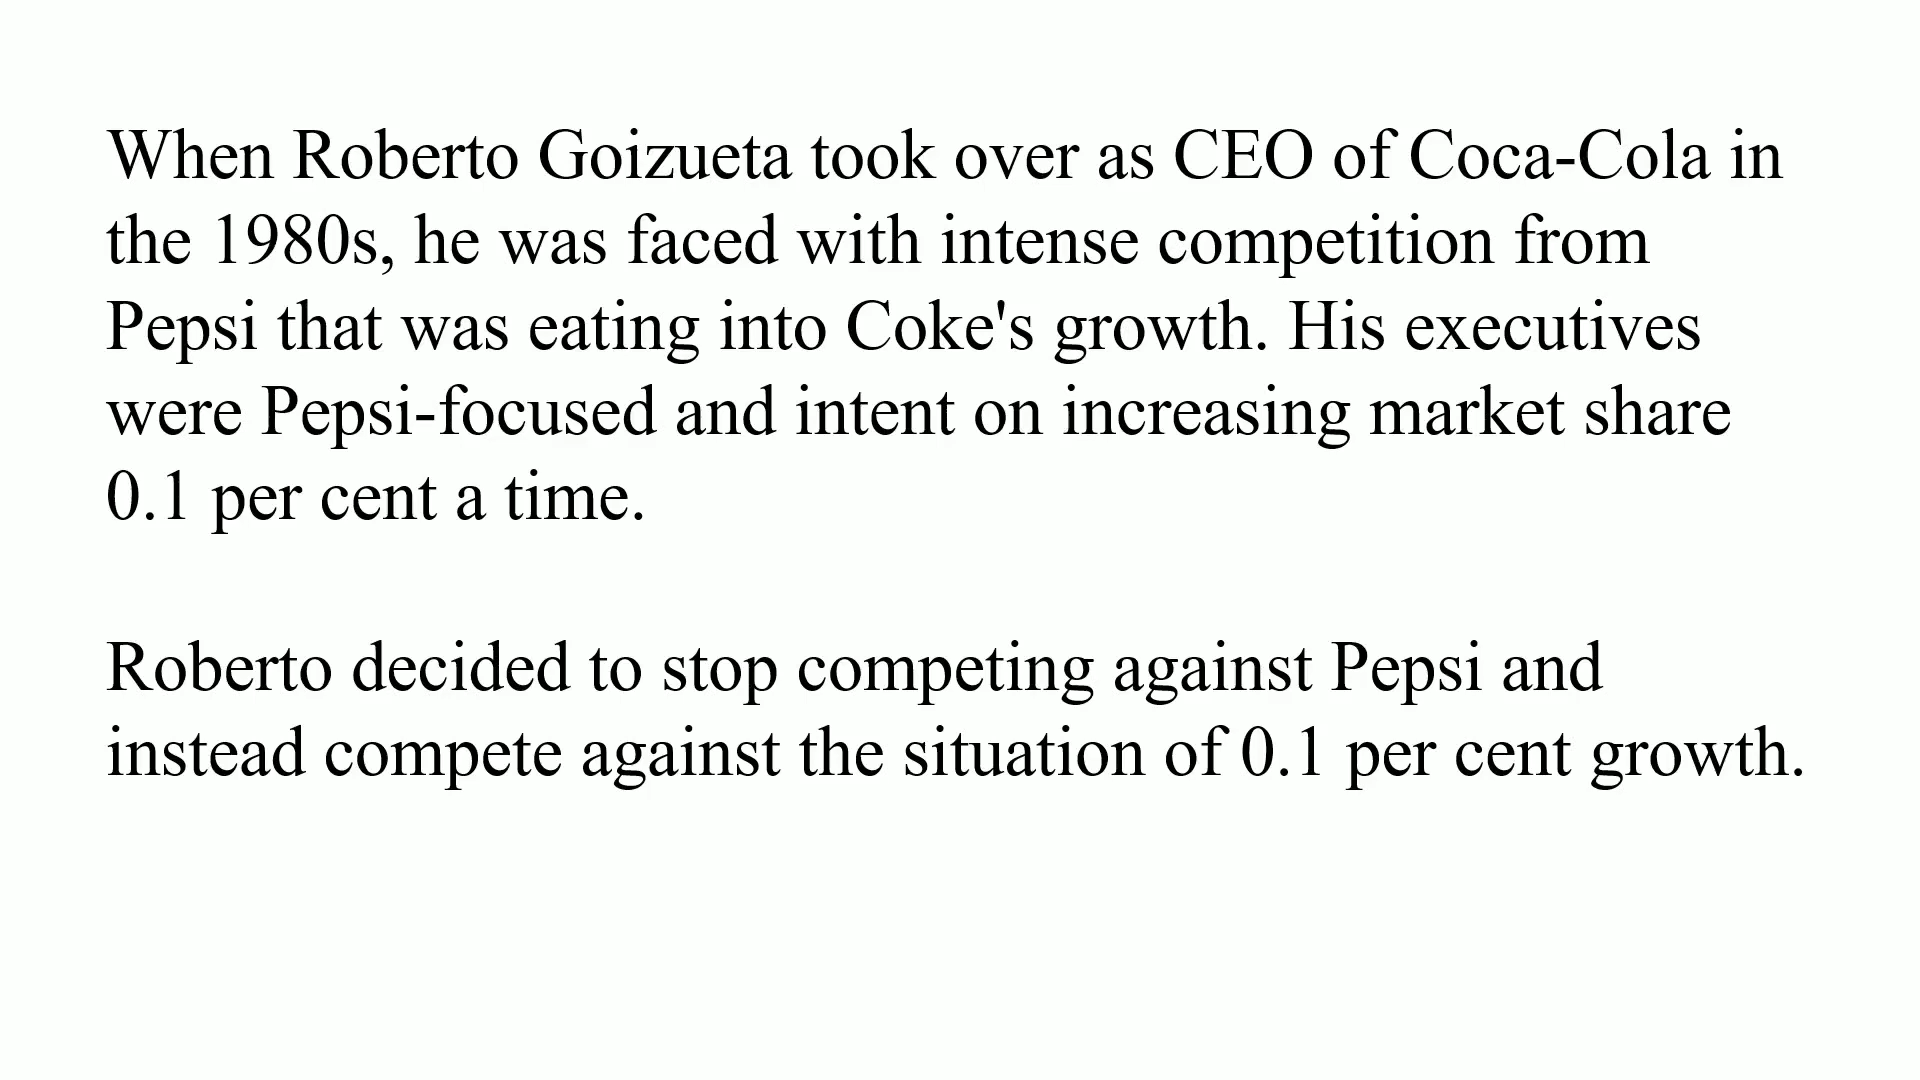 When Roberto Goizueta took over as CEO of Coca-Cola in
the 1980s, he was faced with intense competition from
Pepsi that was eating into Coke's growth. His executives
were Pepsi-focused and intent on increasing market share
0.1 per cent a time.
Roberto decided to stop competing against Pepsi and
instead compete against the situation of 0.1 per cent growth.